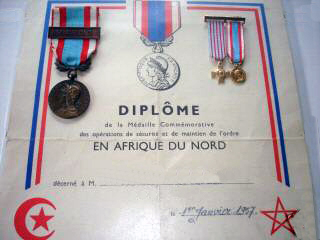 DIPLÔME
de la Médaille Commémorative
des opérations de sécurité et de maintien de l'ordre
EN AFRIQUE DU NORD
décerné à M.
1er Janvier 1957.